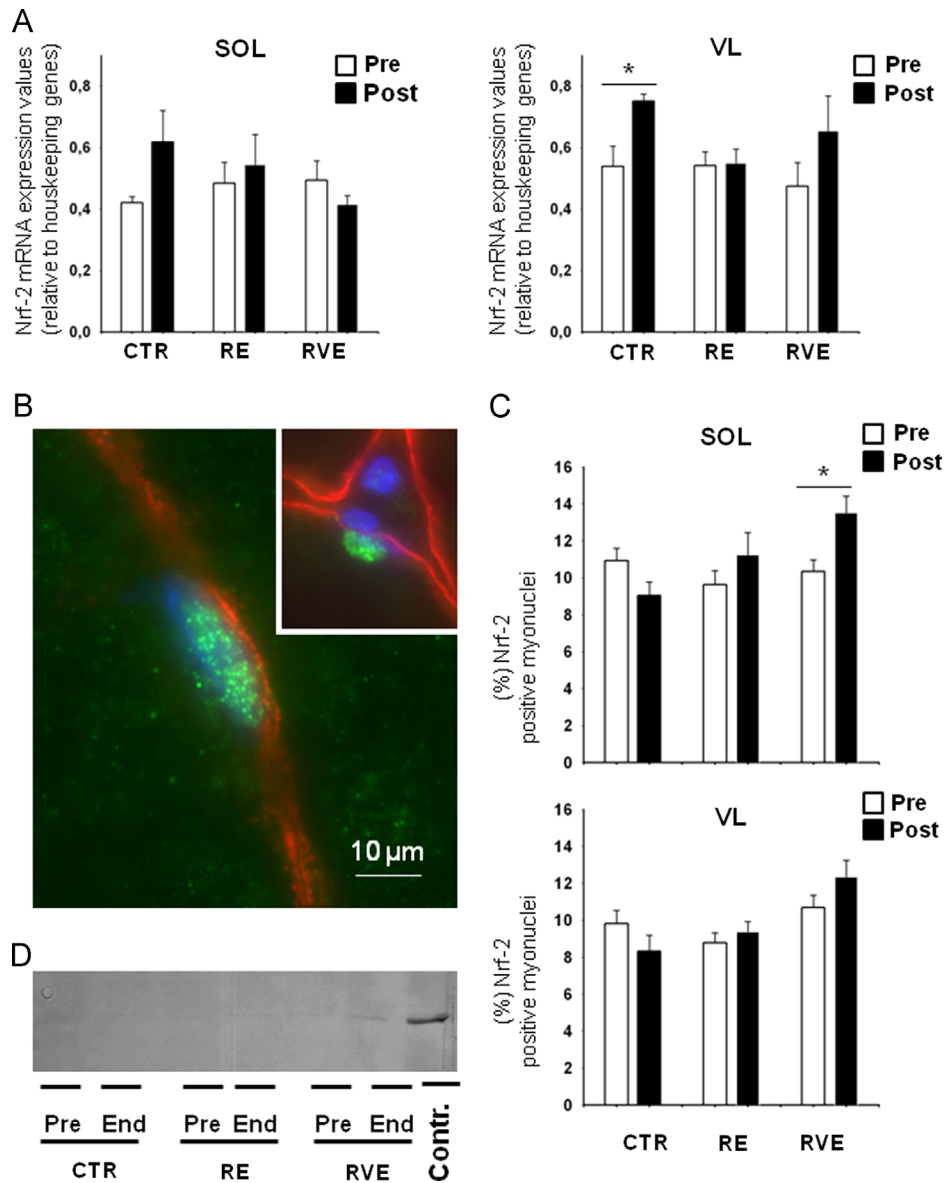 A
SOL
Pre
Post
Nrf-2 mRNA expression values
(relative to houskeeping genes)
0,8
0,6
0,4
0,2
0,0
CTR RE RVE
VL
Pre
Post
*
Nrf-2 mRNA expression values
(relative to houskeeping genes)
0,8
0,6
0,4
0,2
0,0
CTR RE RVE
B
10 µm
C
SOL
Pre
Post
*
(%) Nrf-2
positive myonuclei
16
14
12
10
8
6
4
2
0
VL
Pre
Post
(%) Nrf-2
positive myonuclei
16
14
12
10
8
6
4
2
0
CTR RE RVE
D
Pre End Pre End Pre End Contr.
CTR RE RVE